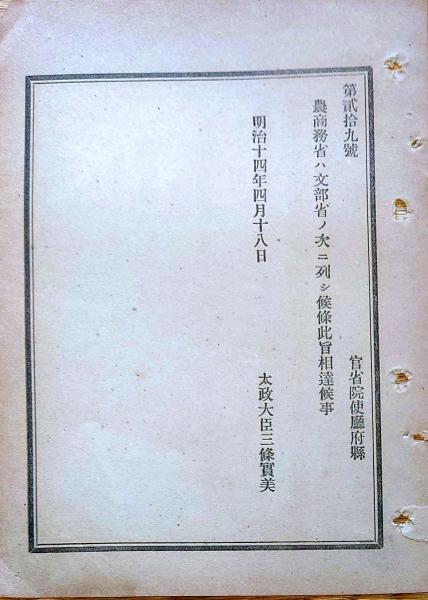 第貳拾九號
官省院使廳府縣
農商務省ハ文部省ノ次ニ列シ候條此旨相達候事
明治十四年四月十八日
太政大臣三條實美